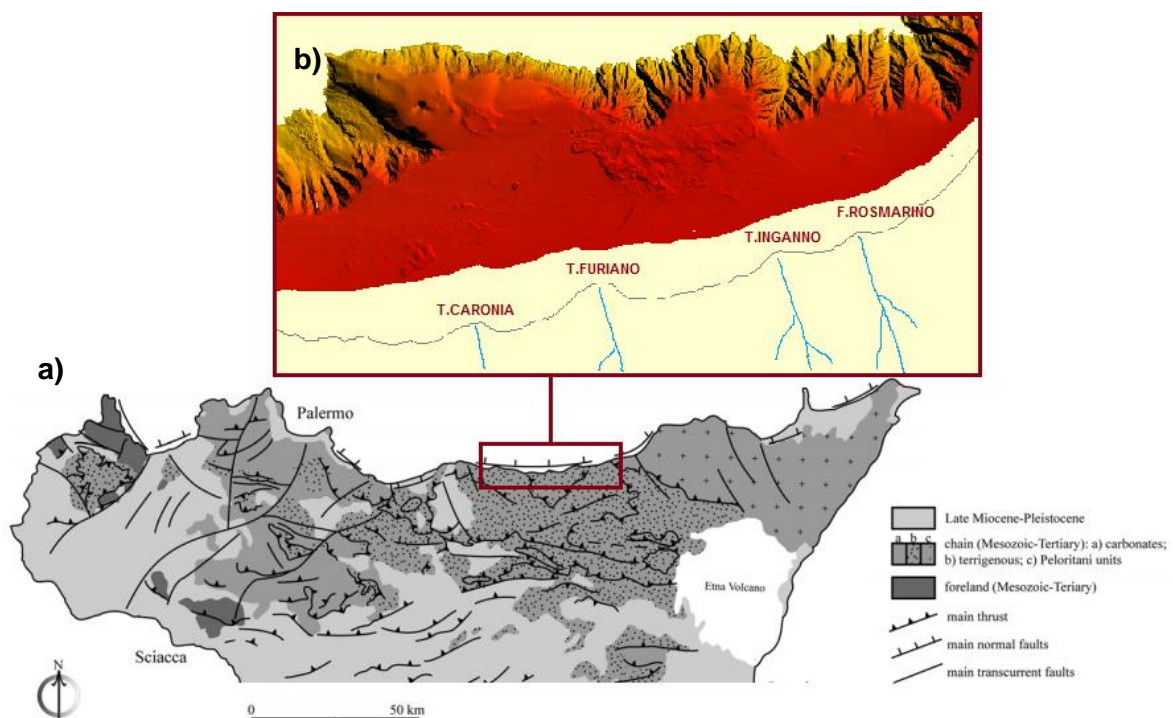 b)
F.ROSMARINO
T.INGANNO
T.FURIANO
T.CARONIA
a)
Palermo
Late Miocene-Pleistocene
a b c
chain (Mesozoic-Tertiary): a) carbonates;
b) terrigenous; c) Peloritani units
Etna Volcano
foreland (Mesozoic-Teriary)
main thrust
Sciacca
main normal faults
N
main transcurrent faults
0 50 km